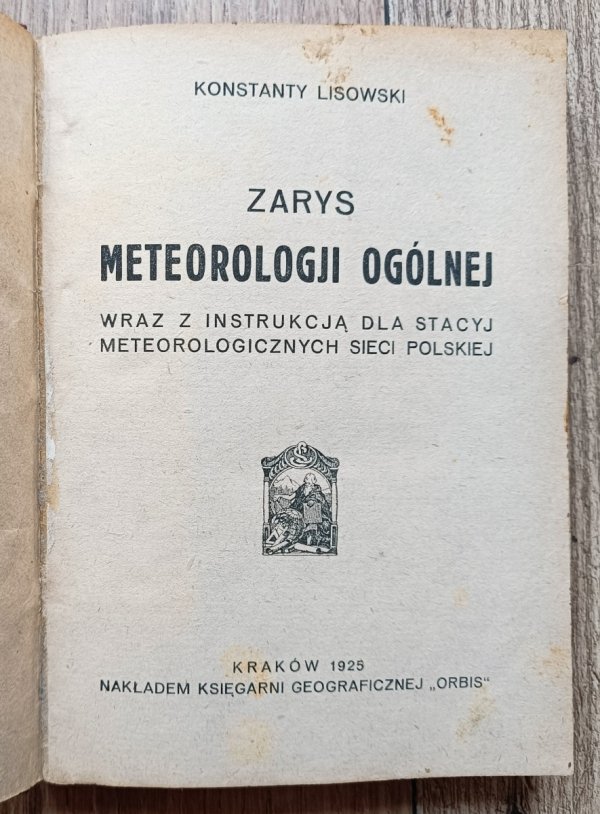 KONSTANTY LISOWSKI
ZARYS
METEOROLOGJI OGÓLNEJ
WRAZ Z INSTRUKCJĄ DLA STACYJ
METEOROLOGICZNYCH SIECI POLSKIEJ
KRAKÓW 1925
NAKŁADEM KSIĘGARNI GEOGRAFICZNEJ „ORBIS"